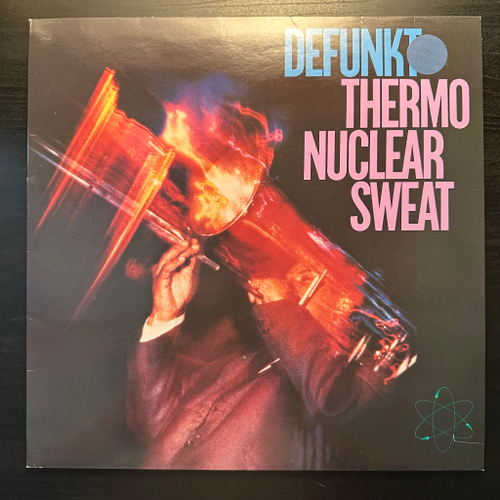 DEFUNKT
THERMO
NUCLEAR
SWEAT